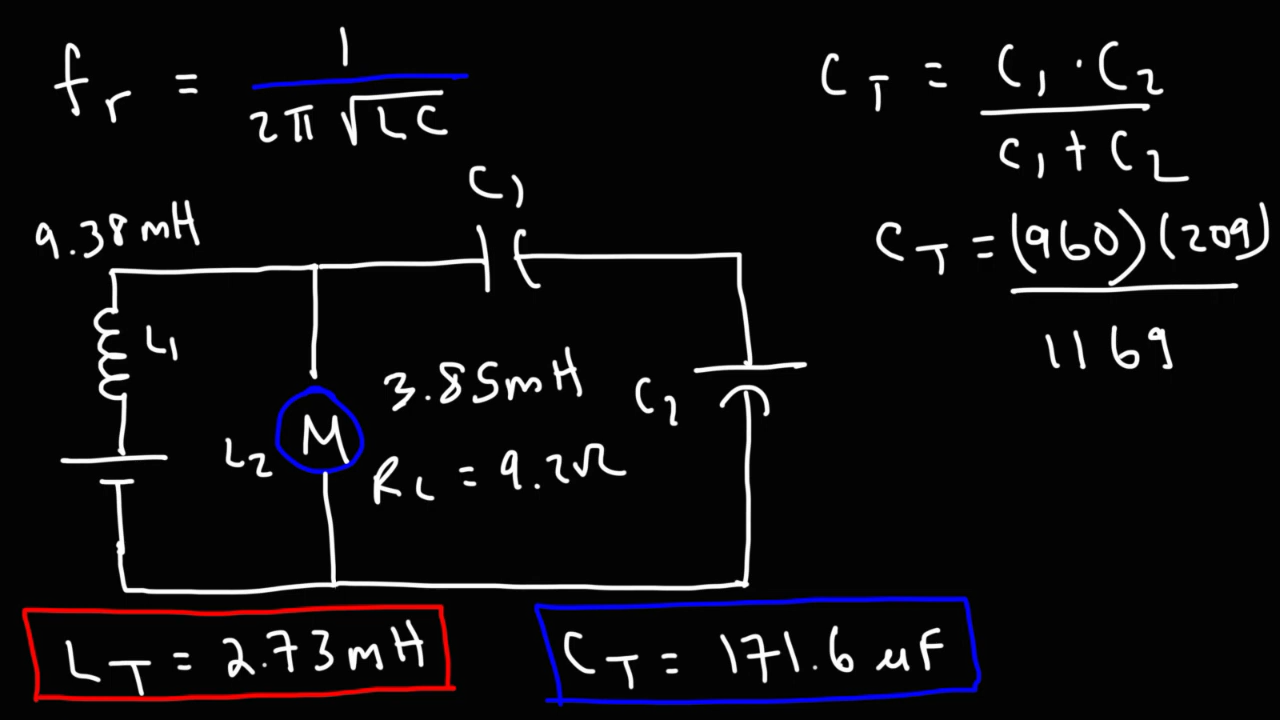 fr = 1 / 2π √LC
CT = C1 · C2 / C1 + C2
C1
9.38 mH
CT = (960)(209) / 1169
L1
3.85 mH
C2
L2
M
RL = 9.2Ω
LT = 2.73 mH
CT = 171.6 μF